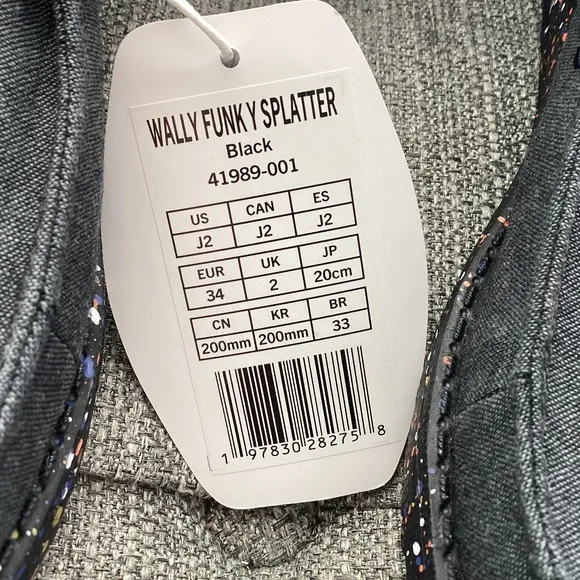 WALLY FUNKY SPLATTER
Black
41989-001
US CAN ES
J2 J2 J2
EUR UK JP
34 2 20cm
CN KR BR
200mm 200mm 33
1 97830 28275 8